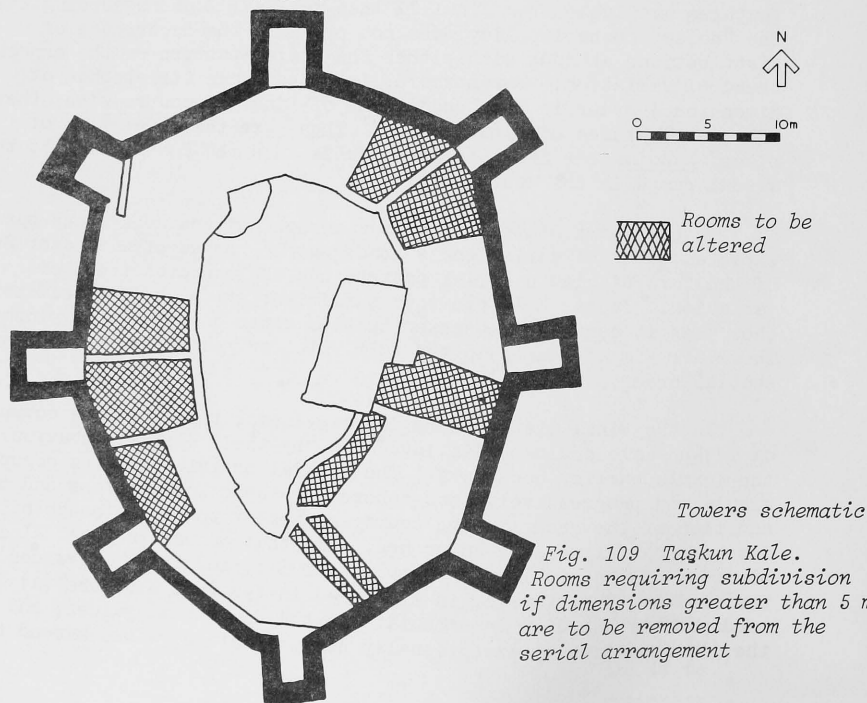 N
0 5 10m
Rooms to be
altered
Towers schematic
Fig. 109 Taşkun Kale.
Rooms requiring subdivision
if dimensions greater than 5 m
are to be removed from the
serial arrangement